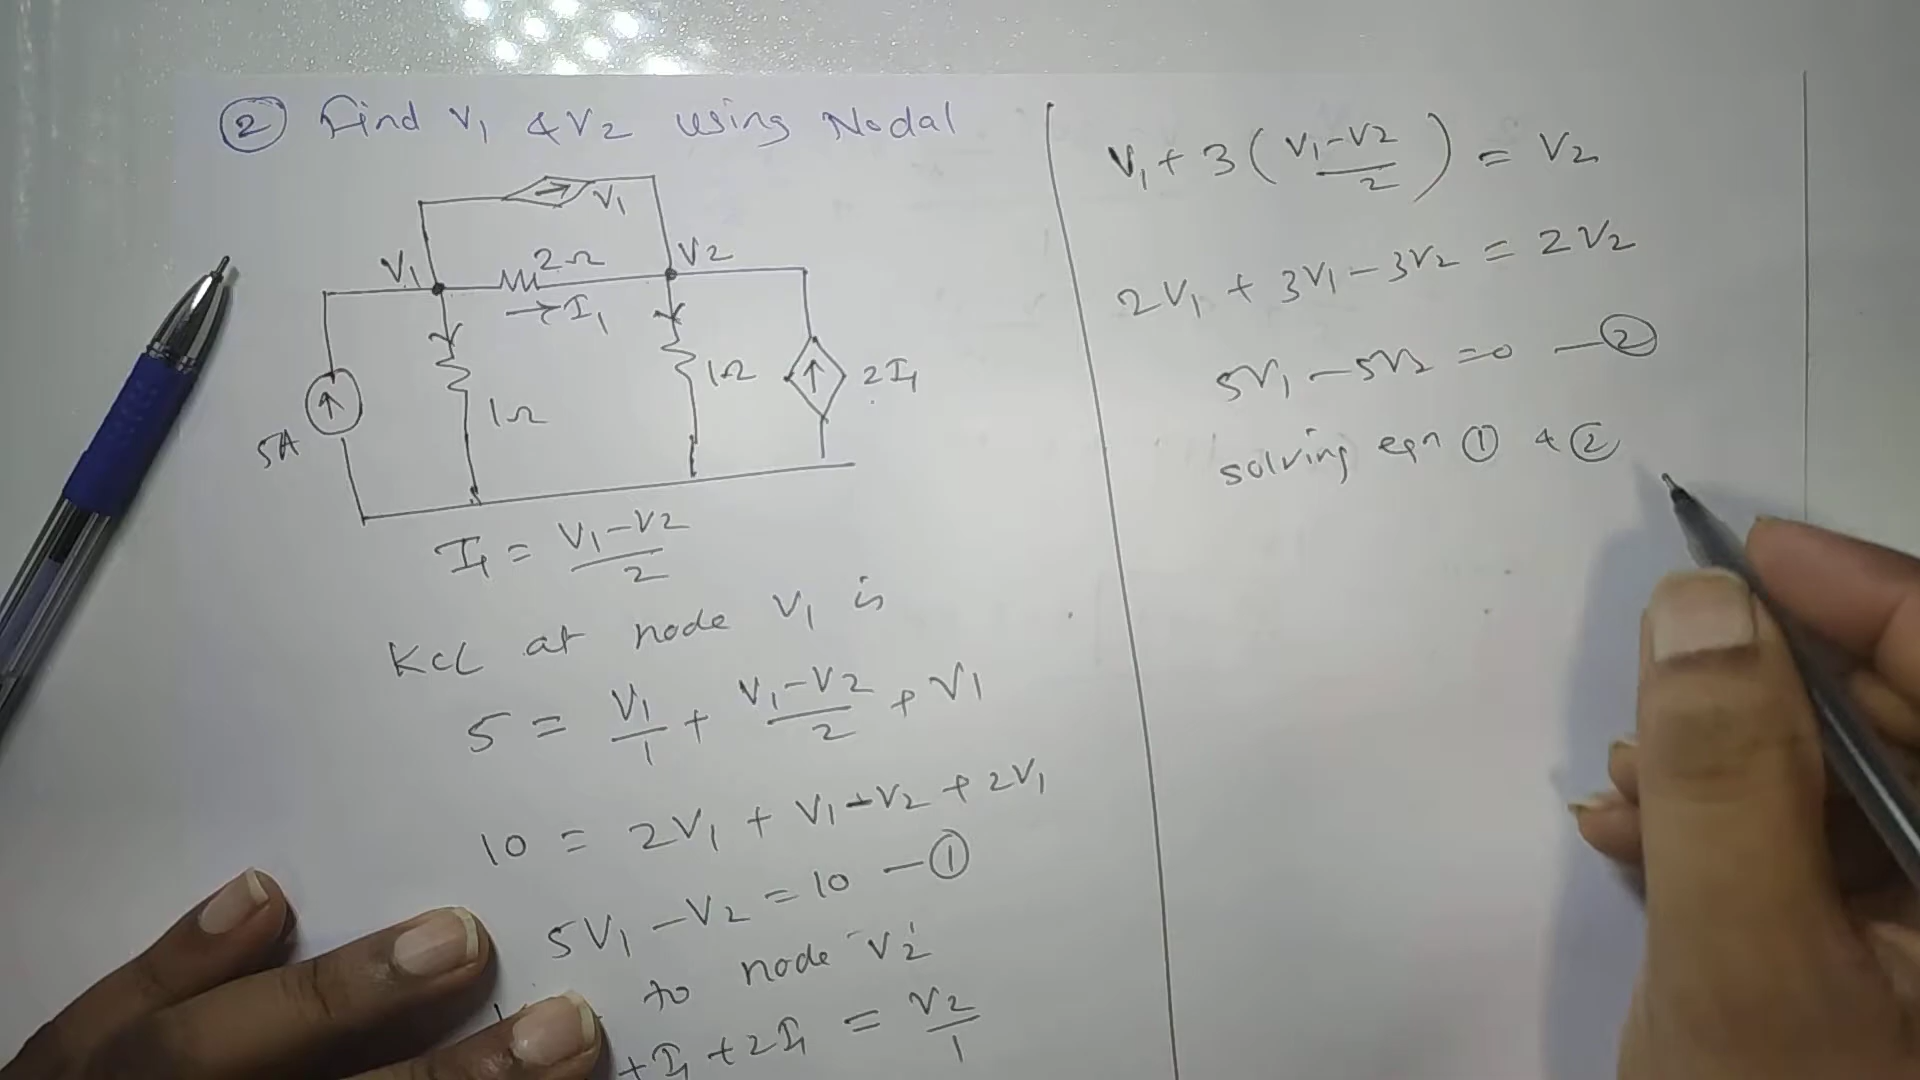 ② Find V₁ & V₂ using Nodal
V₁
V₁
2Ω
V2
→ I₁
5A
1Ω
1Ω
2I₁
I₁ = (V₁-V₂)/2
KCL at node V₁ is
5 = V₁/1 + (V₁-V2)/2 + V₁
10 = 2V₁ + V₁-V₂ + 2V₁
5V₁ - V₂ = 10 - ①
to node V₂
+ I₁ + 2I₁ = V₂/1
V₁ + 3((V₁-V2)/2) = V₂
2V₁ + 3V₁ - 3V₂ = 2V₂
5V₁ - 5V₂ = 0 - ②
solving eqn ① & ②